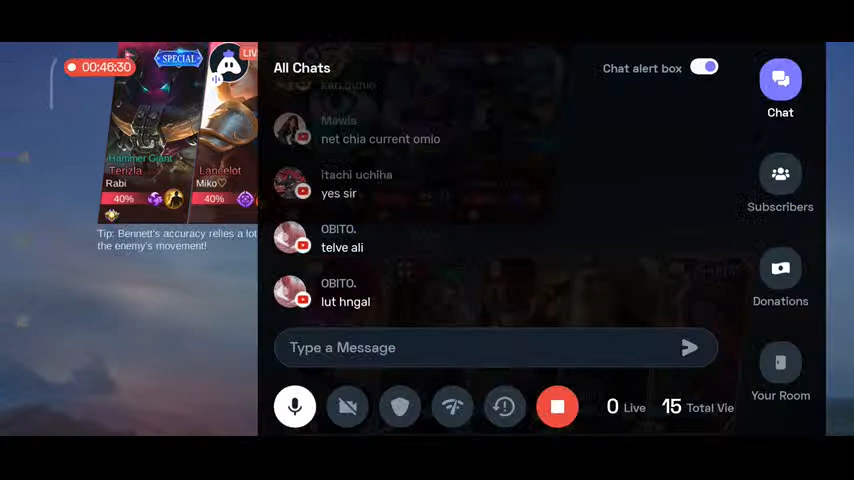 00:46:30
SPECIAL
LIV
Hammer Giant
Terizla
Rabi
40%
Lancelot
Miko♡
40%
Tip: Bennett's accuracy relies a lot
the enemy's movement!
All Chats
Chat alert box
Mawia
net chia current omio
itachi uchiha
yes sir
OBITO.
telve ali
OBITO.
lut hngal
Type a Message
0 Live
15 Total Vie
Chat
Subscribers
Donations
Your Room